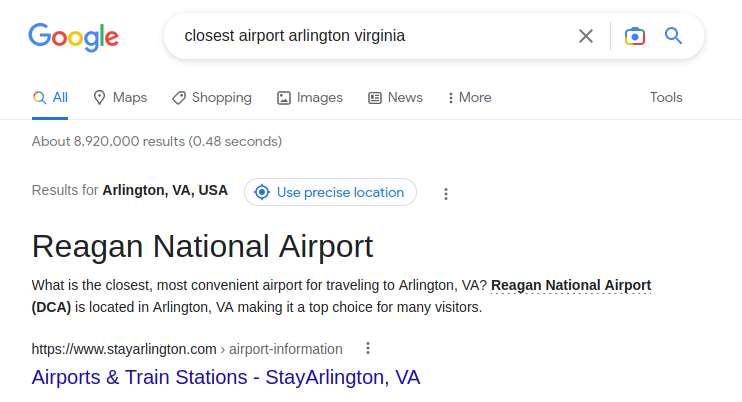 Google
closest airport arlington virginia
All Maps Shopping Images News More Tools
About 8,920,000 results (0.48 seconds)
Results for Arlington, VA, USA Use precise location
Reagan National Airport
What is the closest, most convenient airport for traveling to Arlington, VA? Reagan National Airport
(DCA) is located in Arlington, VA making it a top choice for many visitors.
https://www.stayarlington.com › airport-information
Airports & Train Stations - StayArlington, VA